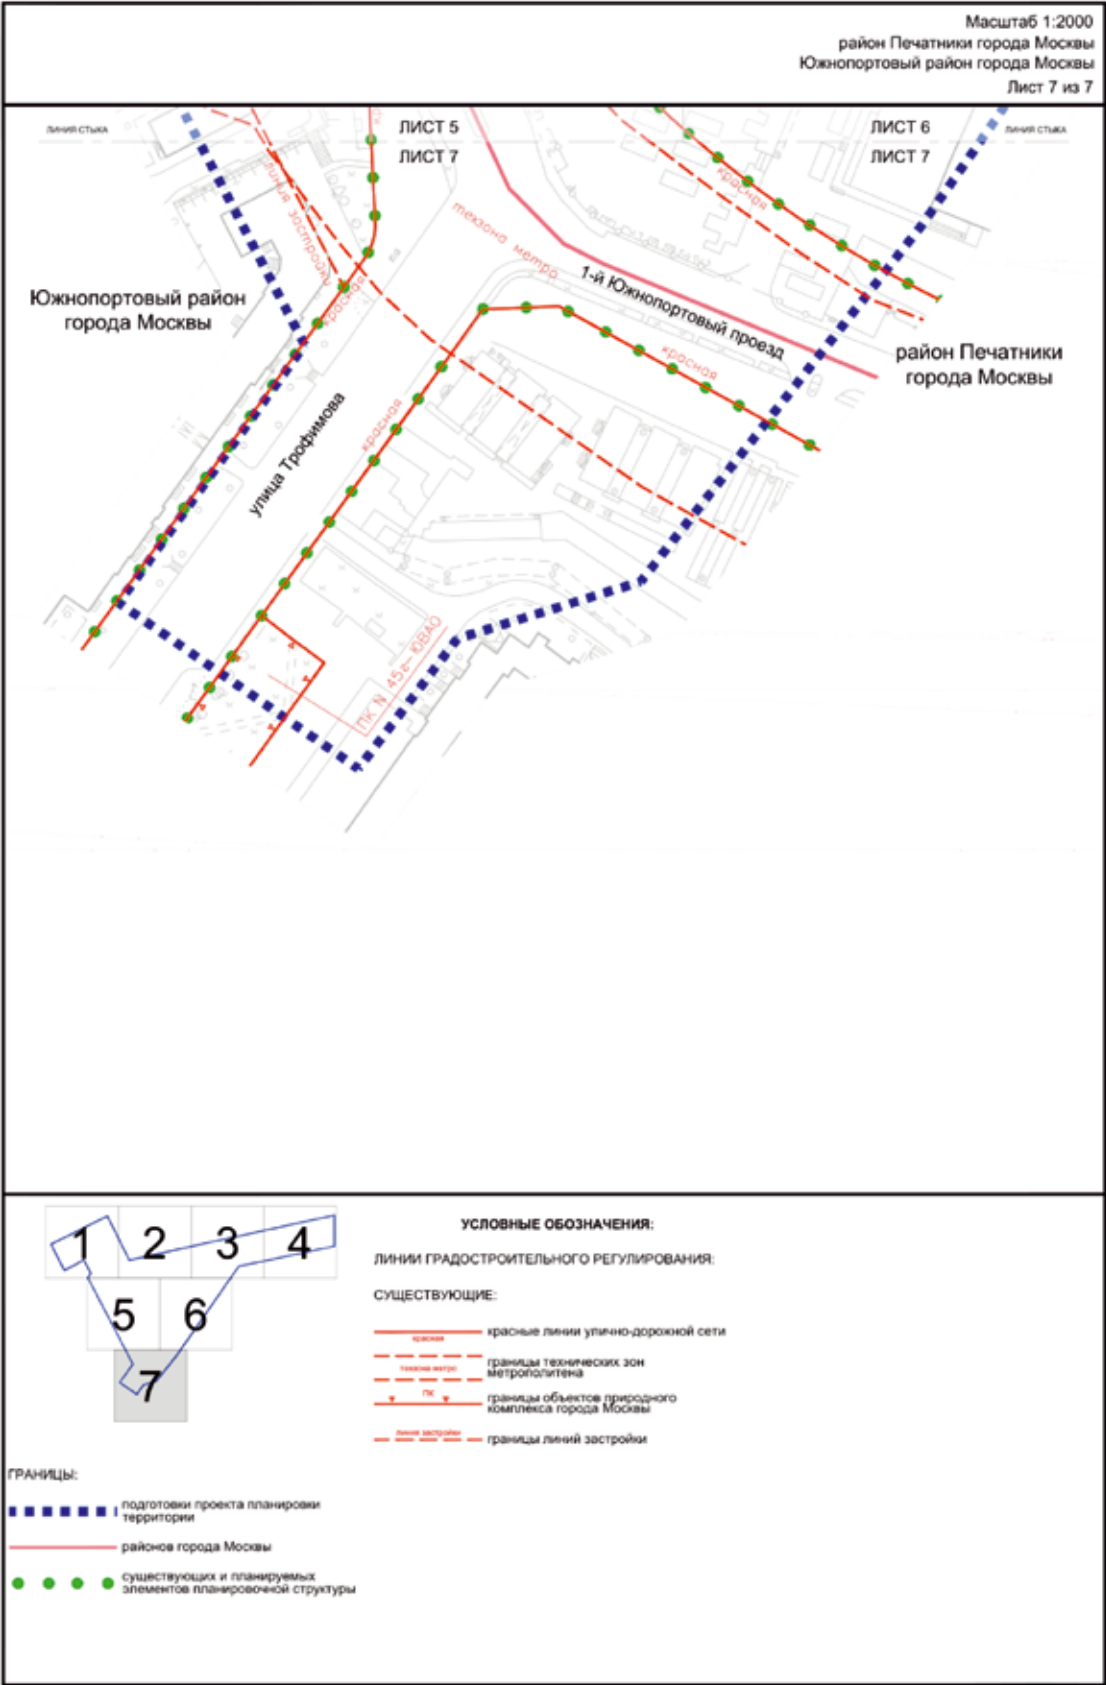 Масштаб 1:2000
район Печатники города Москвы
Южнопортовый район города Москвы
Лист 7 из 7
ЛИНИЯ СТЫКА
ЛИСТ 5
ЛИСТ 6
ЛИНИЯ СТЫКА
ЛИСТ 7
ЛИСТ 7
красная
линия застройки
техзона метро
Южнопортовый район
города Москвы
красная
1-й Южнопортовый проезд
район Печатники
города Москвы
красная
улица Трофимова
красная
ПК N 45г- ЮВАО
1 2 3 4
5 6
7
УСЛОВНЫЕ ОБОЗНАЧЕНИЯ:
ЛИНИИ ГРАДОСТРОИТЕЛЬНОГО РЕГУЛИРОВАНИЯ:
СУЩЕСТВУЮЩИЕ:
красная
красные линии улично-дорожной сети
техзона метро
границы технических зон
метрополитена
ПК
границы объектов природного
комплекса города Москвы
линия застройки
границы линий застройки
ГРАНИЦЫ:
подготовки проекта планировки
территории
районов города Москвы
существующих и планируемых
элементов планировочной структуры